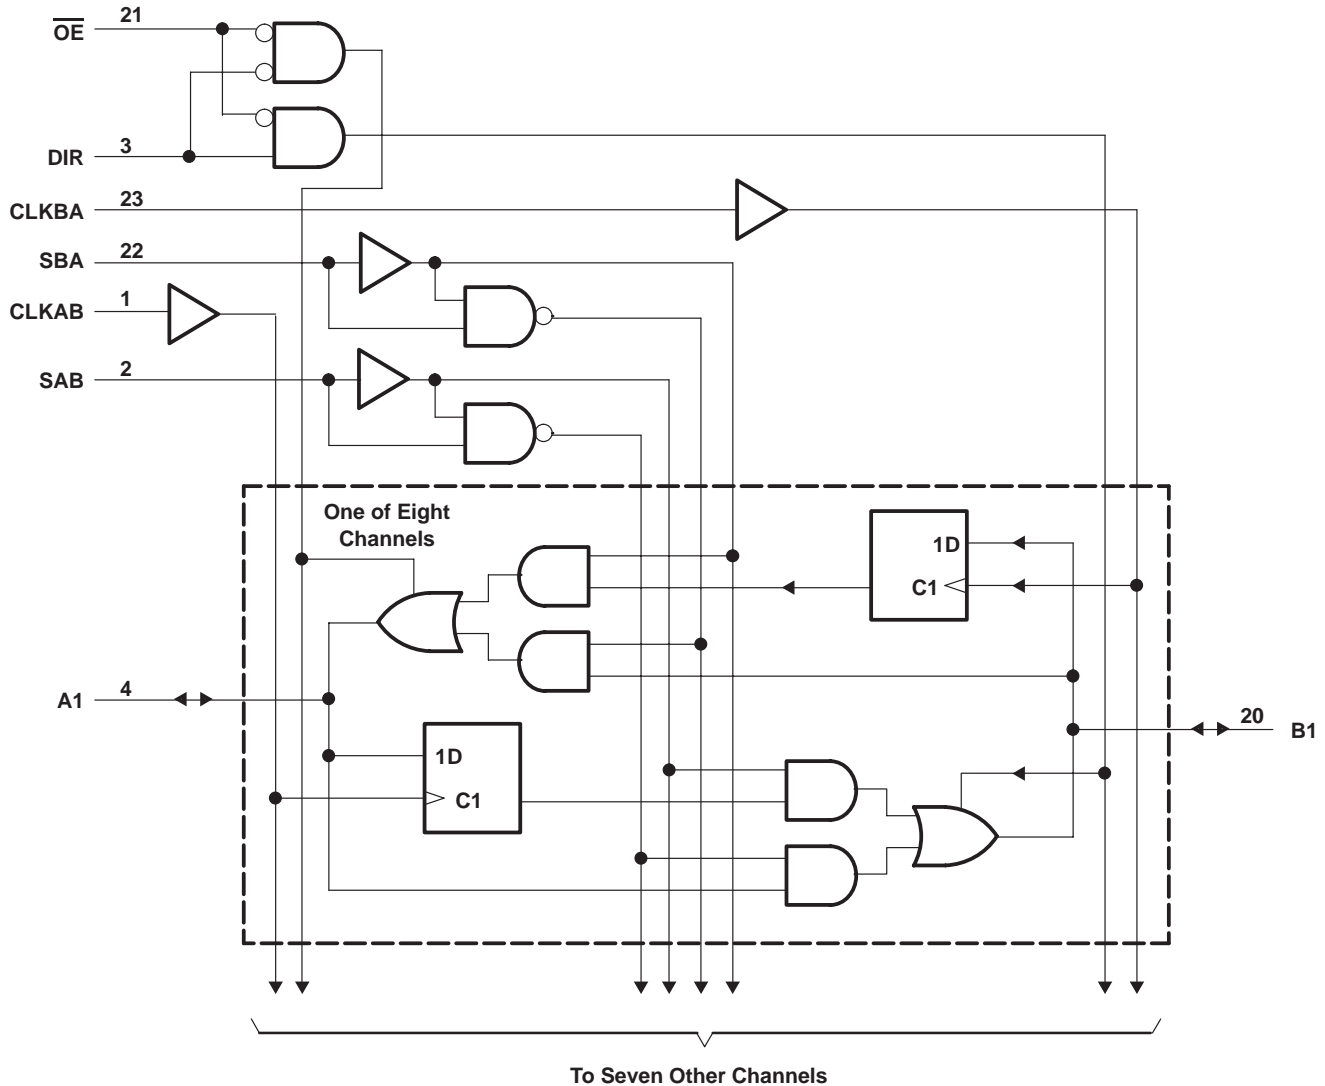 OE 21
DIR 3
CLKBA 23
SBA 22
CLKAB 1
SAB 2
One of Eight
Channels
1D
C1
A1 4
1D
C1
20 B1
To Seven Other Channels